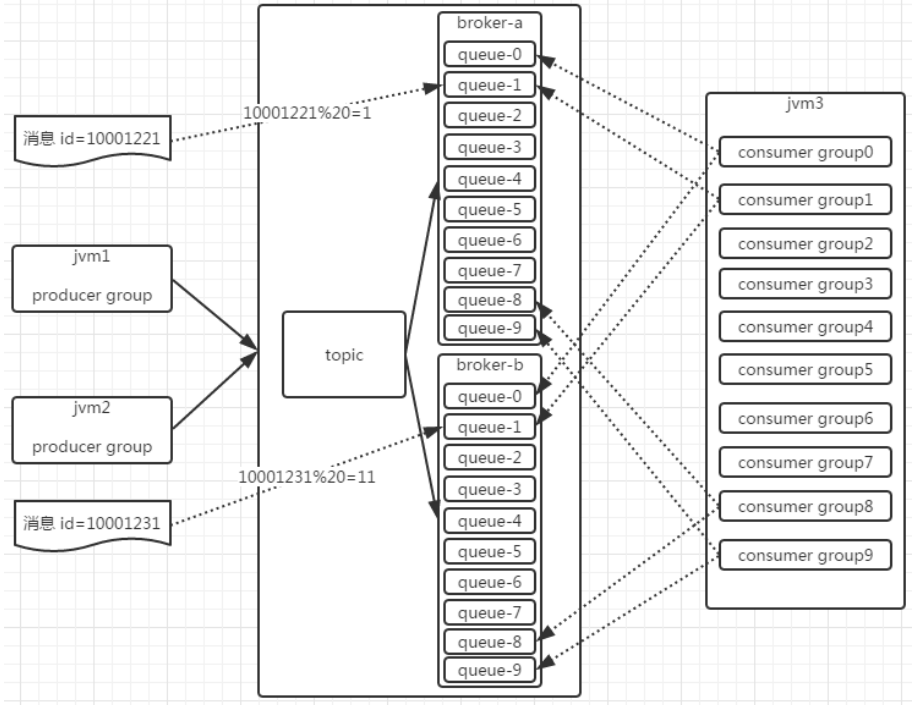 消息 id=10001221
jvm1
producer group
jvm2
producer group
消息 id=10001231
10001221%20=1
10001231%20=11
topic
broker-a
queue-0
queue-1
queue-2
queue-3
queue-4
queue-5
queue-6
queue-7
queue-8
queue-9
broker-b
queue-0
queue-1
queue-2
queue-3
queue-4
queue-5
queue-6
queue-7
queue-8
queue-9
jvm3
consumer group0
consumer group1
consumer group2
consumer group3
consumer group4
consumer group5
consumer group6
consumer group7
consumer group8
consumer group9